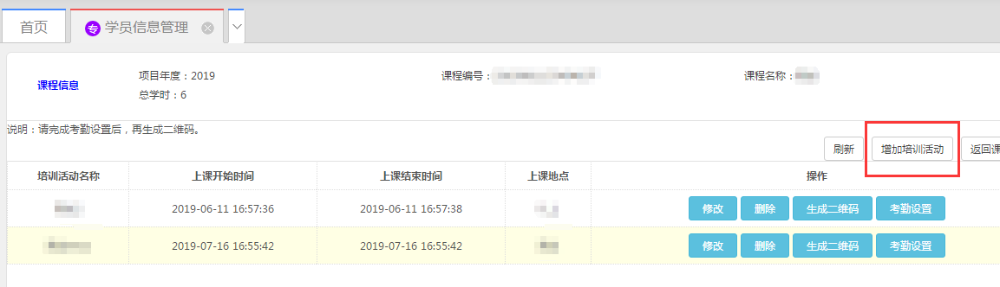 首页 专 学员信息管理
课程信息 项目年度：2019 课程编号： 课程名称：
总学时：6
说明：请完成考勤设置后，再生成二维码。
刷新 增加培训活动 返回课
培训活动名称 上课开始时间 上课结束时间 上课地点 操作
2019-06-11 16:57:36 2019-06-11 16:57:38 修改 删除 生成二维码 考勤设置
2019-07-16 16:55:42 2019-07-16 16:55:42 修改 删除 生成二维码 考勤设置